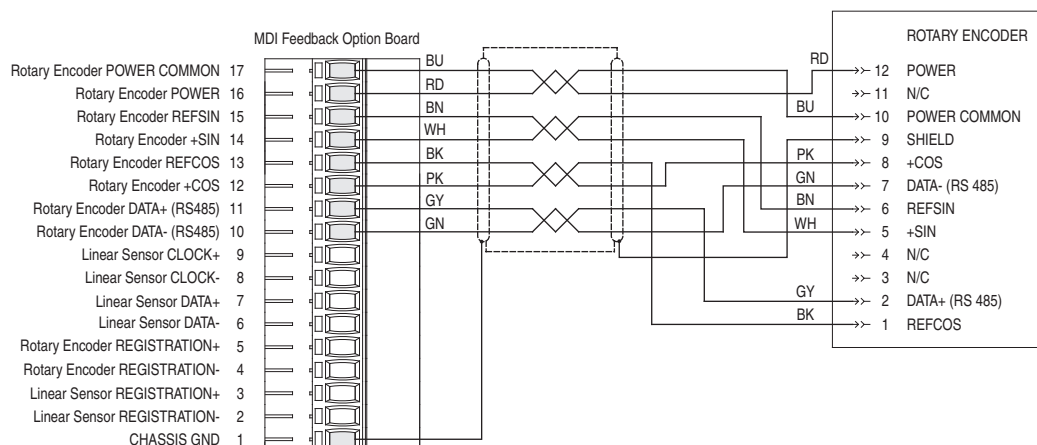 MDI Feedback Option Board
ROTARY ENCODER
Rotary Encoder POWER COMMON 17
Rotary Encoder POWER 16
Rotary Encoder REFSIN 15
Rotary Encoder +SIN 14
Rotary Encoder REFCOS 13
Rotary Encoder +COS 12
Rotary Encoder DATA+ (RS485) 11
Rotary Encoder DATA- (RS485) 10
Linear Sensor CLOCK+ 9
Linear Sensor CLOCK- 8
Linear Sensor DATA+ 7
Linear Sensor DATA- 6
Rotary Encoder REGISTRATION+ 5
Rotary Encoder REGISTRATION- 4
Linear Sensor REGISTRATION+ 3
Linear Sensor REGISTRATION- 2
CHASSIS GND 1
BU
RD
BN
WH
BK
PK
GY
GN
RD
BU
PK
GN
BN
WH
GY
BK
12 POWER
11 N/C
10 POWER COMMON
9 SHIELD
8 +COS
7 DATA- (RS 485)
6 REFSIN
5 +SIN
4 N/C
3 N/C
2 DATA+ (RS 485)
1 REFCOS